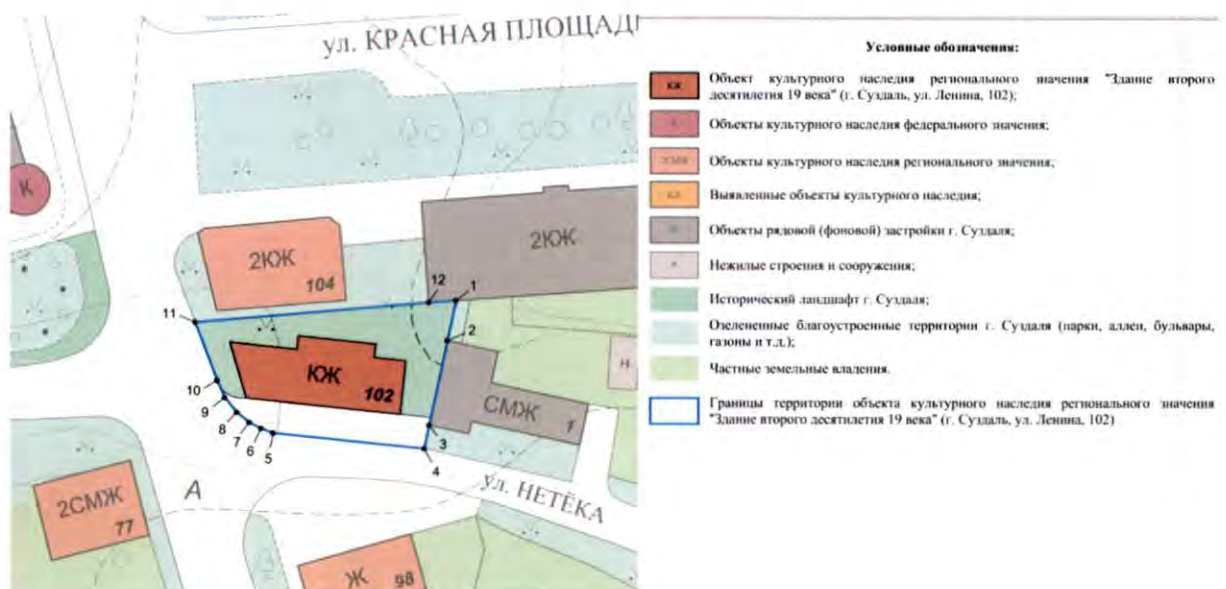 ул. КРАСНАЯ ПЛОЩАДЬ
К
2КЖ
2КЖ
104
12
1
11
2
КЖ
102
Н
10
9
8
7
6
5
3
4
СМЖ
1
А
ул. НЕТЁКА
2СМЖ
77
Ж
98
Условные обозначения:
КЖ
Объект культурного наследия регионального значения "Здание второго
десятилетия 19 века" (г. Суздаль, ул. Ленина, 102);
Объекты культурного наследия федерального значения;
Объекты культурного наследия регионального значения;
Выявленные объекты культурного наследия;
Объекты рядовой (фоновой) застройки г. Суздаля;
Нежилые строения и сооружения;
Исторический ландшафт г. Суздаля;
Озелененные благоустроенные территории г. Суздаля (парки, аллеи, бульвары,
газоны и т.д.);
Частные земельные владения.
Границы территории объекта культурного наследия регионального значения
"Здание второго десятилетия 19 века" (г. Суздаль, ул. Ленина, 102)